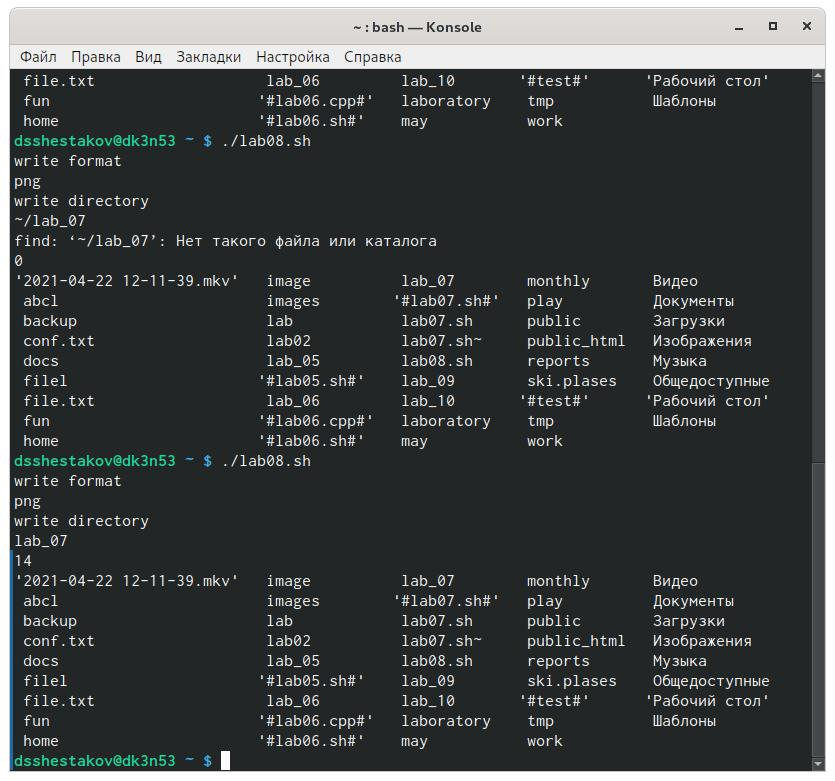 ~ : bash — Konsole
Файл Правка Вид Закладки Настройка Справка
file.txt lab_06 lab_10 '#test#' 'Рабочий стол'
fun '#lab06.cpp#' laboratory tmp Шаблоны
home '#lab06.sh#' may work
dsshestakov@dk3n53 ~ $ ./lab08.sh
write format
png
write directory
~/lab_07
find: ‘~/lab_07’: Нет такого файла или каталога
0
'2021-04-22 12-11-39.mkv' image lab_07 monthly Видео
abcl images '#lab07.sh#' play Документы
backup lab lab07.sh public Загрузки
conf.txt lab02 lab07.sh~ public_html Изображения
docs lab_05 lab08.sh reports Музыка
filel '#lab05.sh#' lab_09 ski.plases Общедоступные
file.txt lab_06 lab_10 '#test#' 'Рабочий стол'
fun '#lab06.cpp#' laboratory tmp Шаблоны
home '#lab06.sh#' may work
dsshestakov@dk3n53 ~ $ ./lab08.sh
write format
png
write directory
lab_07
14
'2021-04-22 12-11-39.mkv' image lab_07 monthly Видео
abcl images '#lab07.sh#' play Документы
backup lab lab07.sh public Загрузки
conf.txt lab02 lab07.sh~ public_html Изображения
docs lab_05 lab08.sh reports Музыка
filel '#lab05.sh#' lab_09 ski.plases Общедоступные
file.txt lab_06 lab_10 '#test#' 'Рабочий стол'
fun '#lab06.cpp#' laboratory tmp Шаблоны
home '#lab06.sh#' may work
dsshestakov@dk3n53 ~ $